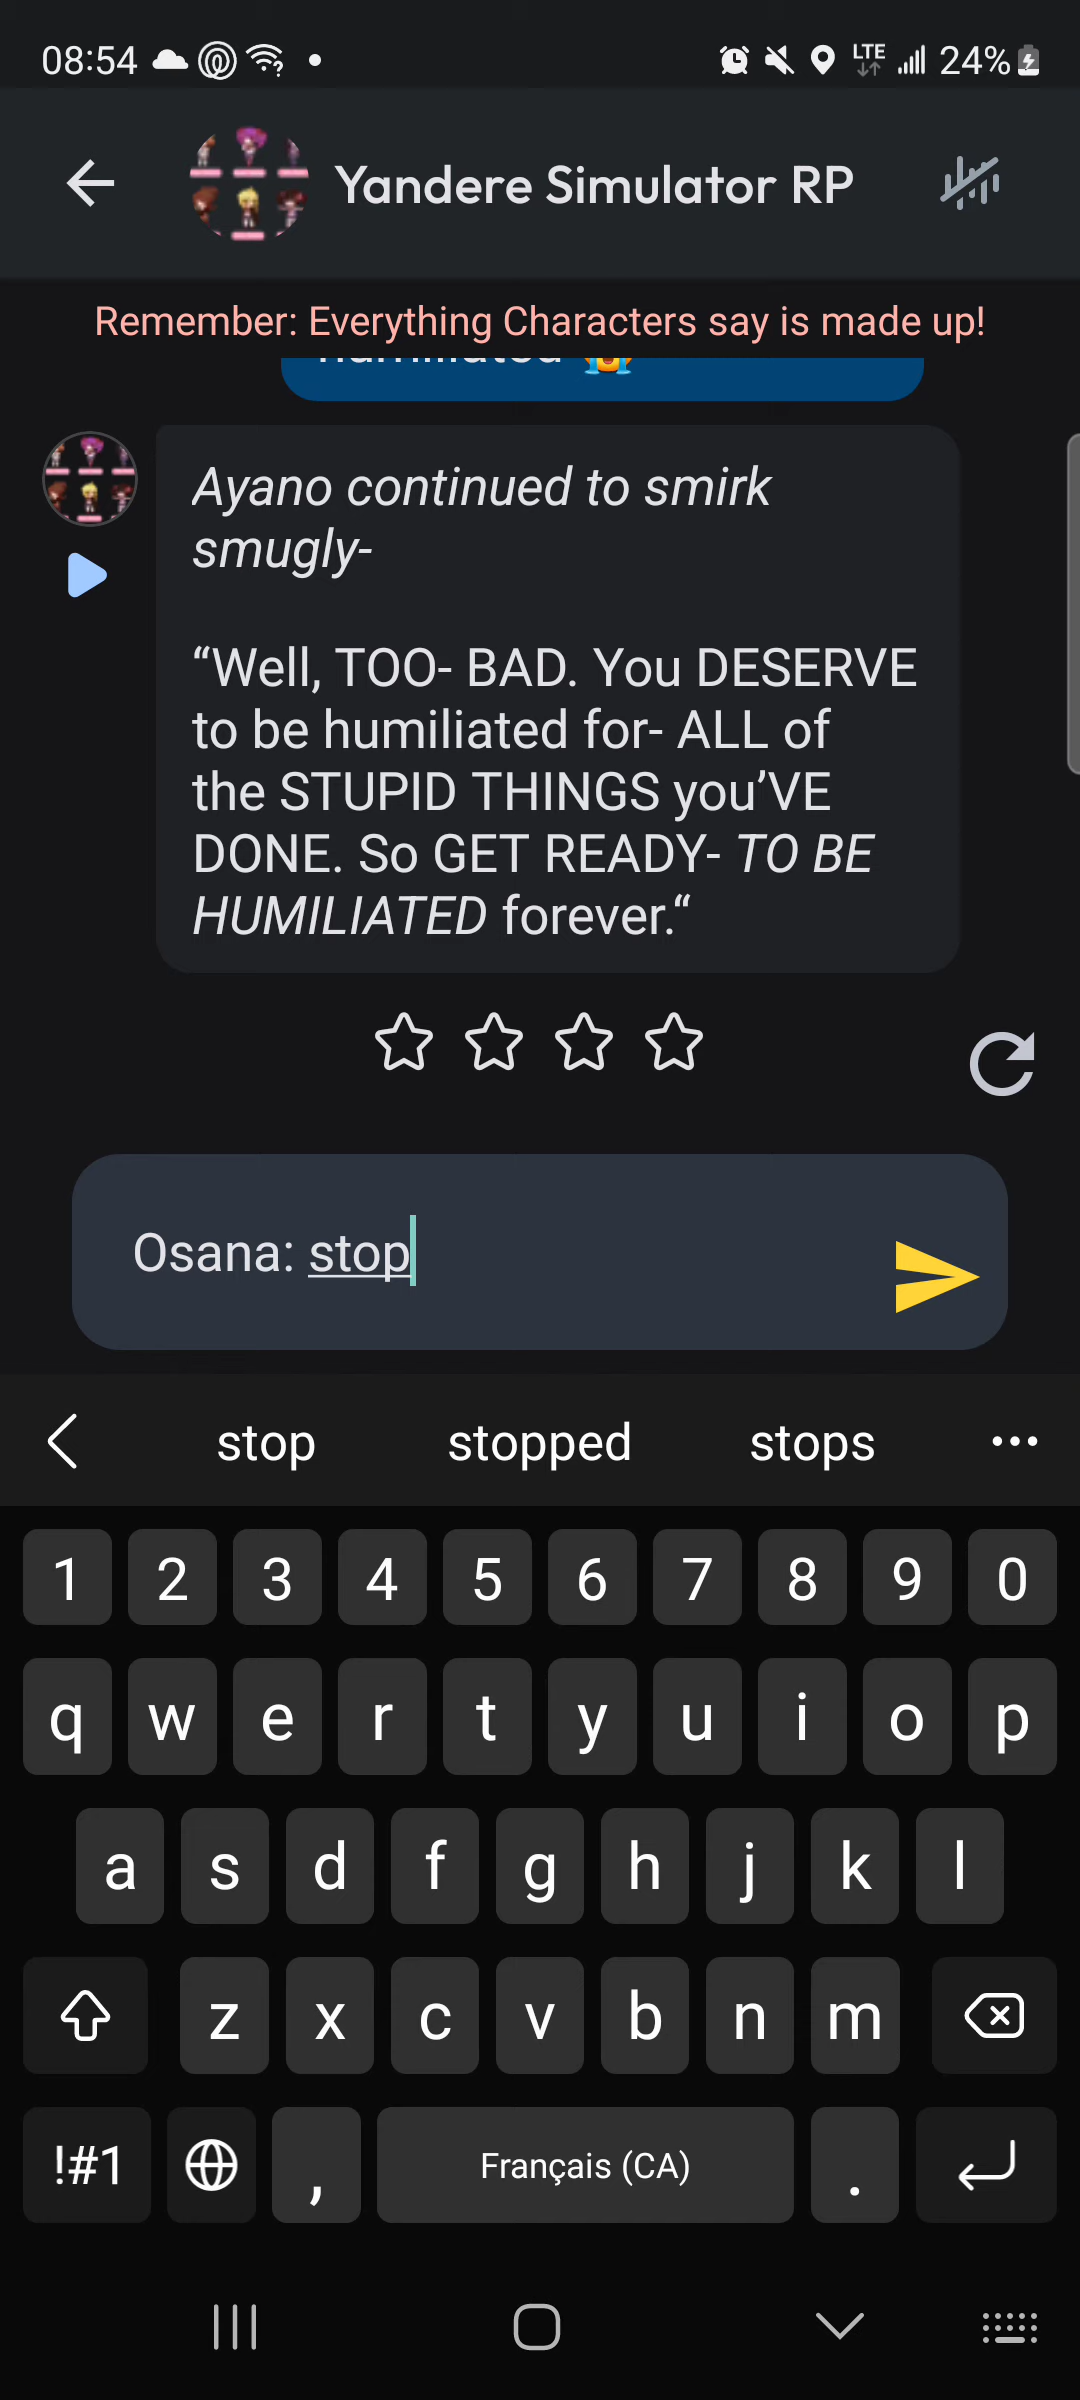 08:54
LTE
24%
Yandere Simulator RP
Remember: Everything Characters say is made up!
Ayano continued to smirk
smugly-
“Well, TOO- BAD. You DESERVE
to be humiliated for- ALL of
the STUPID THINGS you’VE
DONE. So GET READY- TO BE
HUMILIATED forever.“
Osana: stop
stop stopped stops
1 2 3 4 5 6 7 8 9 0
q w e r t y u i o p
a s d f g h j k l
z x c v b n m
!#1 , Français (CA) .